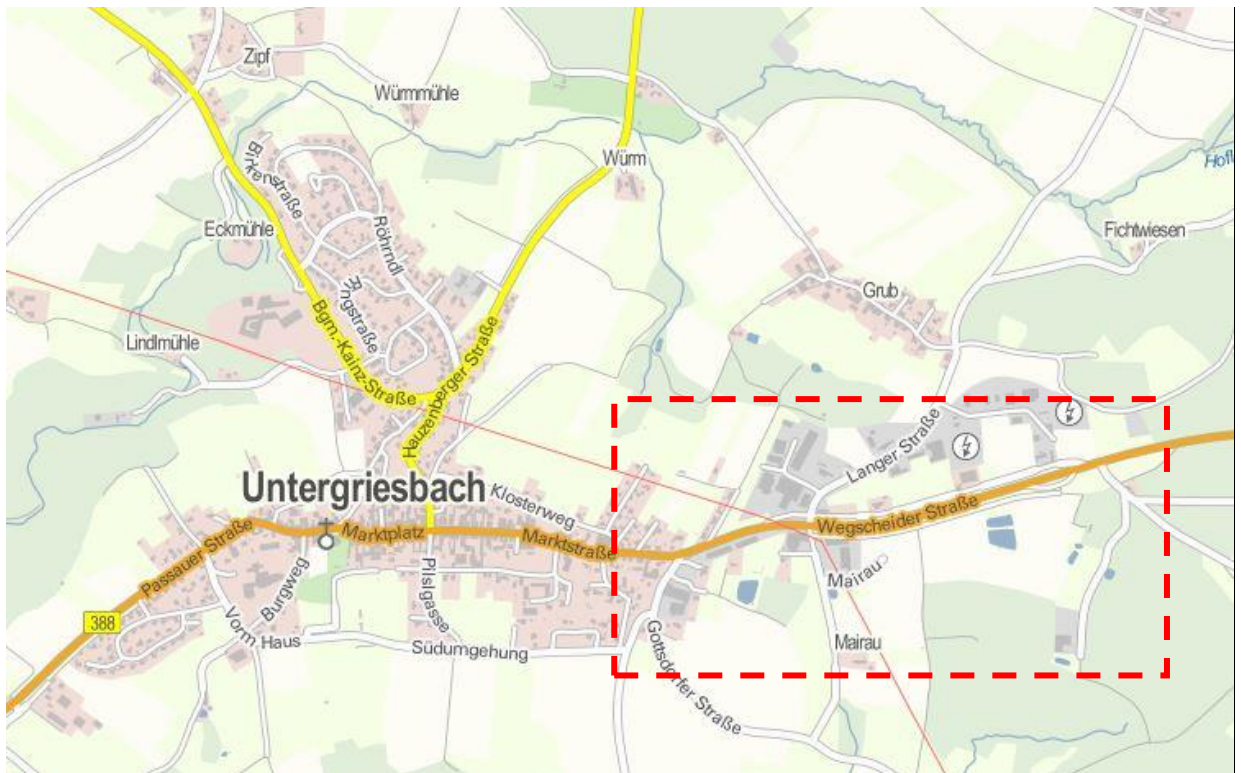 Zipf
Würmmühle
Birkenstraße
Würm
Röhrndl
Eckmühle
Ringstraße
Fichtwiesen
Grub
Bgm.-Kainz-Straße
Hauzenberger Straße
Lindlmühle
Langer Straße
Untergriesbach
Klosterweg
Wegscheider Straße
Passauer Straße
Marktplatz
Marktstraße
Pilslgasse
Burgweg
Mairau
388
Vorm Haus
Südumgehung
Gottsdorfer Straße
Mairau